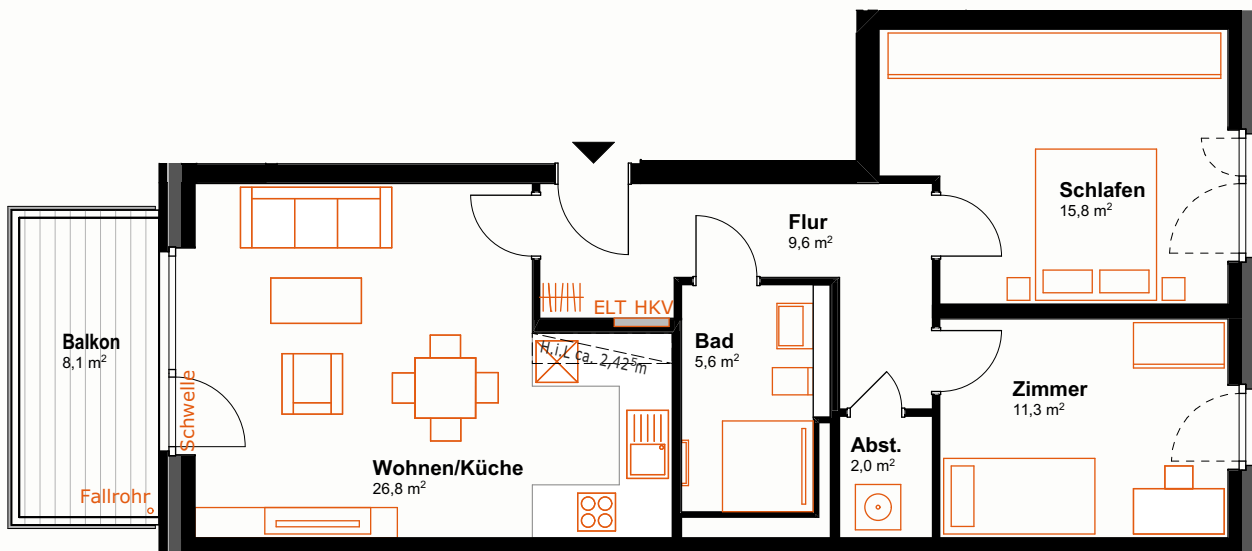 Schlafen
15,8 m²
Flur
9,6 m²
ELT HKV
Balkon
8,1 m²
Bad
5,6 m²
H.i.L ca. 2,42⁵m
Schwelle
Zimmer
11,3 m²
Wohnen/Küche
26,8 m²
Abst.
2,0 m²
Fallrohr